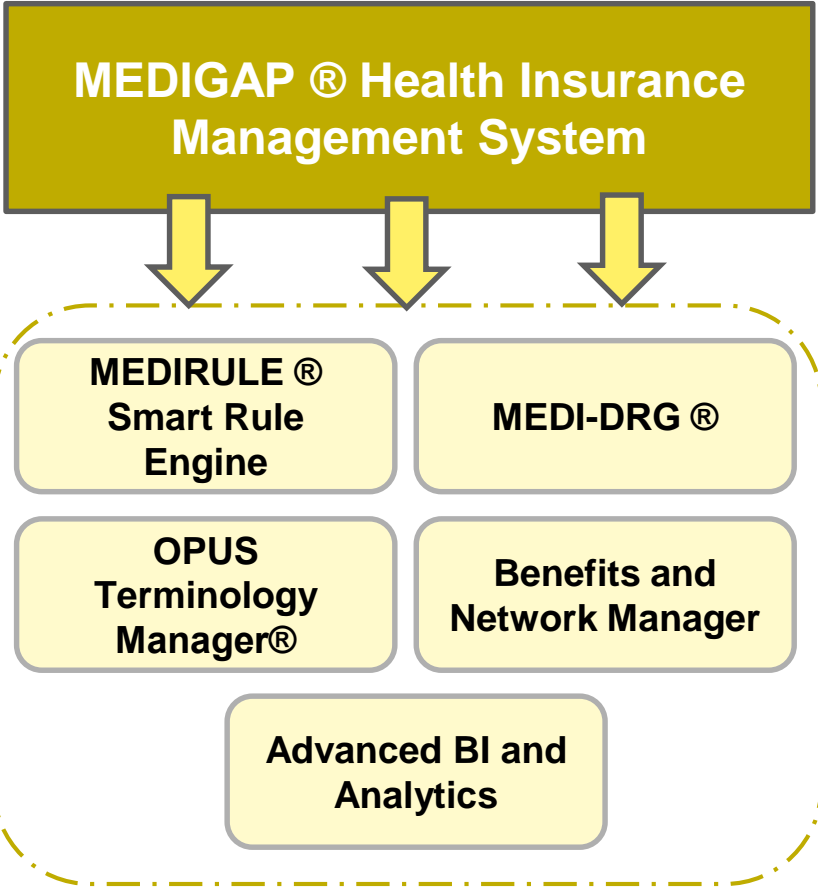 MEDIGAP ® Health Insurance
Management System
MEDIRULE ®
Smart Rule
Engine
MEDI-DRG ®
OPUS
Terminology
Manager®
Benefits and
Network Manager
Advanced BI and
Analytics